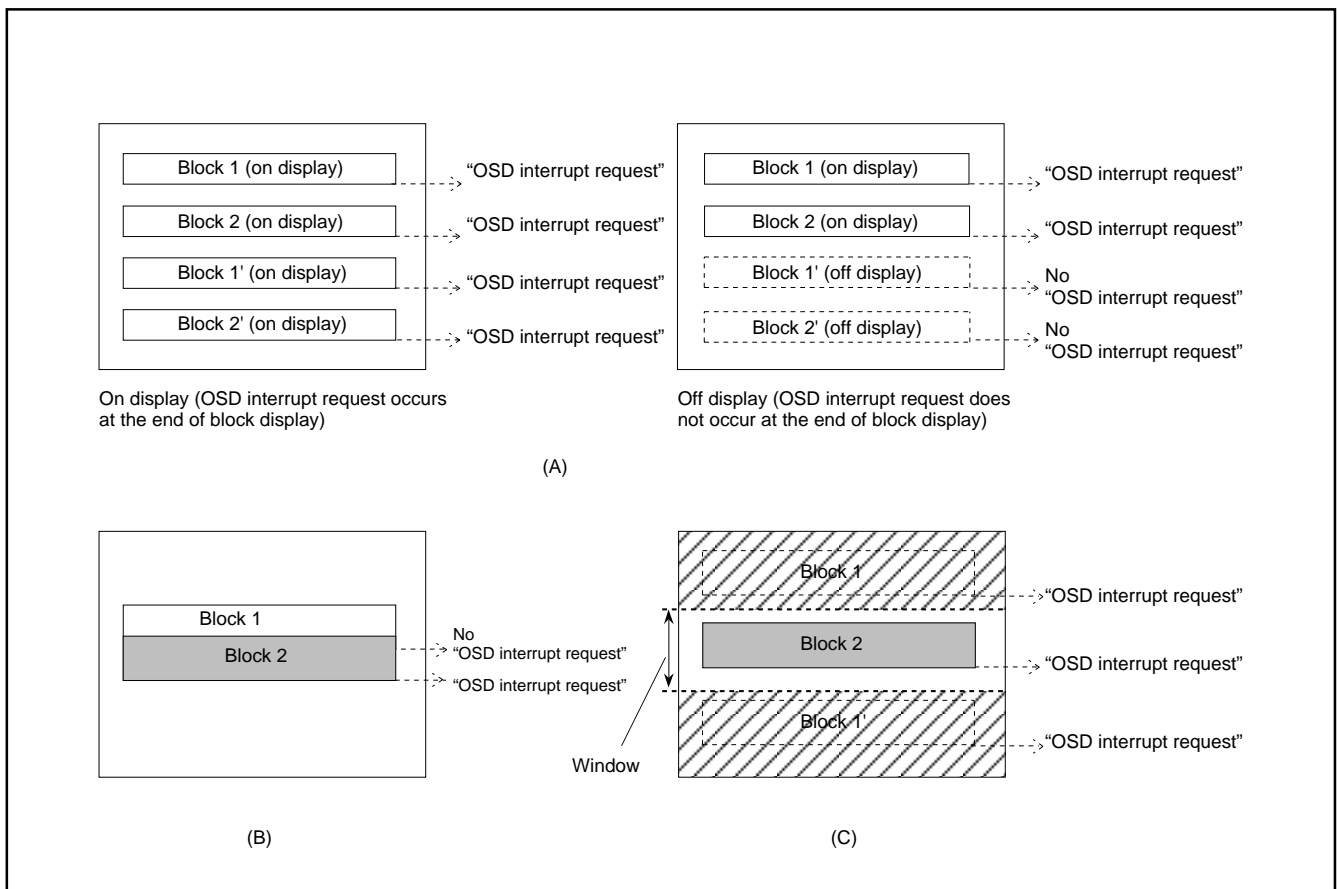 Block 1 (on display)
“OSD interrupt request”
Block 2 (on display)
“OSD interrupt request”
Block 1' (on display)
“OSD interrupt request”
Block 2' (on display)
“OSD interrupt request”
On display (OSD interrupt request occurs
at the end of block display)
Block 1 (on display)
“OSD interrupt request”
Block 2 (on display)
“OSD interrupt request”
Block 1' (off display)
No
“OSD interrupt request”
Block 2' (off display)
No
“OSD interrupt request”
Off display (OSD interrupt request does
not occur at the end of block display)
(A)
Block 1
Block 2
No
“OSD interrupt request”
“OSD interrupt request”
(B)
Block 1
“OSD interrupt request”
Block 2
“OSD interrupt request”
Block 1'
“OSD interrupt request”
Window
(C)